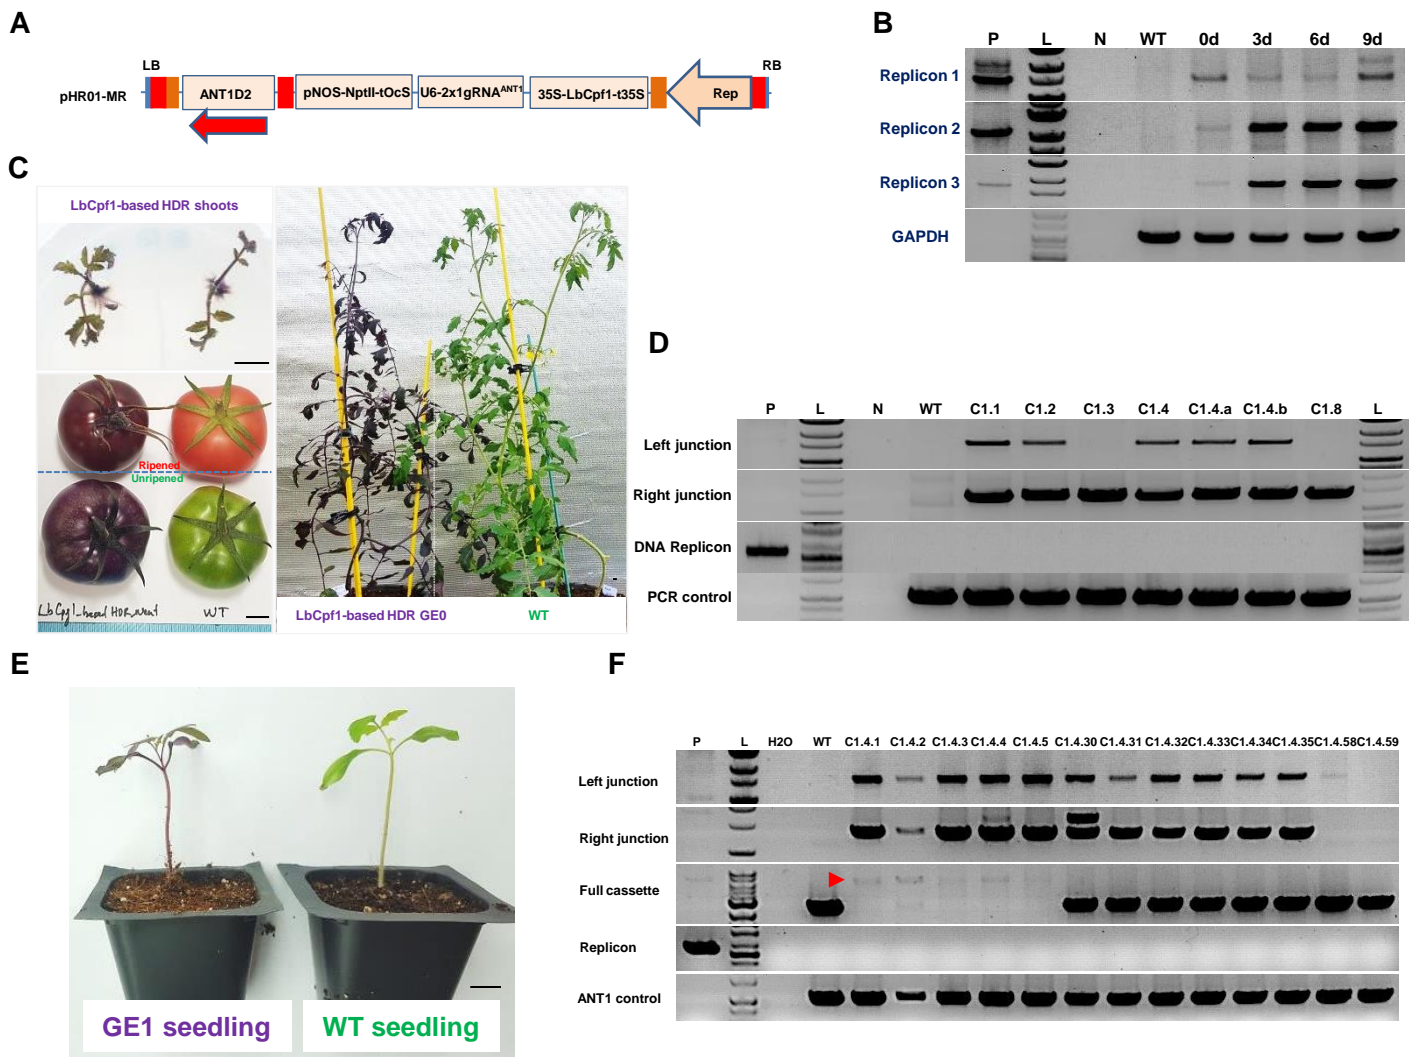 A
LB
RB
pHR01-MR
ANT1D2
pNOS-NptII-tOcS
U6-2x1gRNA^ANT1
35S-LbCpf1-t35S
Rep
B
P L N WT 0d 3d 6d 9d
Replicon 1
Replicon 2
Replicon 3
GAPDH
C
LbCpf1-based HDR shoots
Ripened
Unripened
LbCpf1-based HDR event WT
LbCpf1-based HDR GE0 WT
D
P L N WT C1.1 C1.2 C1.3 C1.4 C1.4.a C1.4.b C1.8 L
Left junction
Right junction
DNA Replicon
PCR control
E
GE1 seedling
WT seedling
F
P L H2O WT C1.4.1 C1.4.2 C1.4.3 C1.4.4 C1.4.5 C1.4.30 C1.4.31 C1.4.32 C1.4.33 C1.4.34 C1.4.35 C1.4.58 C1.4.59
Left junction
Right junction
Full cassette
Replicon
ANT1 control